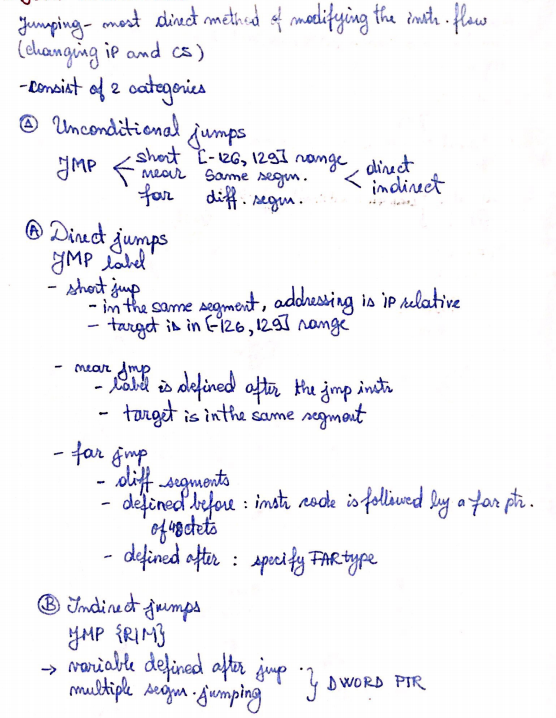 Jumping - most direct method of modifying the instr. flow
(changing iP and CS)
- consist of 2 categories
Ⓐ Unconditional jumps
JMP < short [-126, 129] range
near same segm. < direct
indirect
far diff. segm.
Ⓐ Direct jumps
JMP label
- short jmp
- in the same segment, addressing is iP relative
- target is in [-126, 129] range
- near jmp
- label is defined after the jmp instr
- target is in the same segment
- far jmp
- diff segments
- defined before : instr code is followed by a far ptr.
of octets
- defined after : specify FAR type
Ⓑ Indirect jumps
JMP {R/M}
→ variable defined after jmp
multiple segm. jumping } DWORD PTR